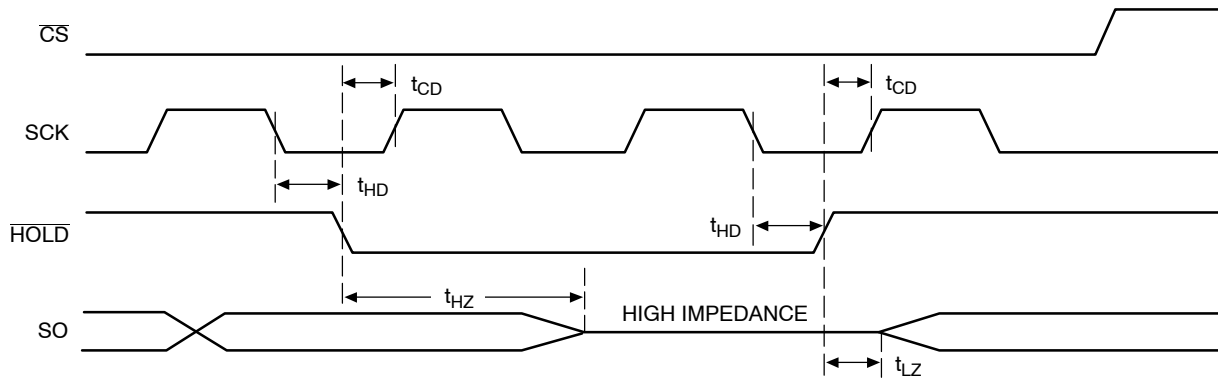 CS
tCD
tCD
SCK
tHD
HOLD
tHD
tHZ
HIGH IMPEDANCE
SO
tLZ